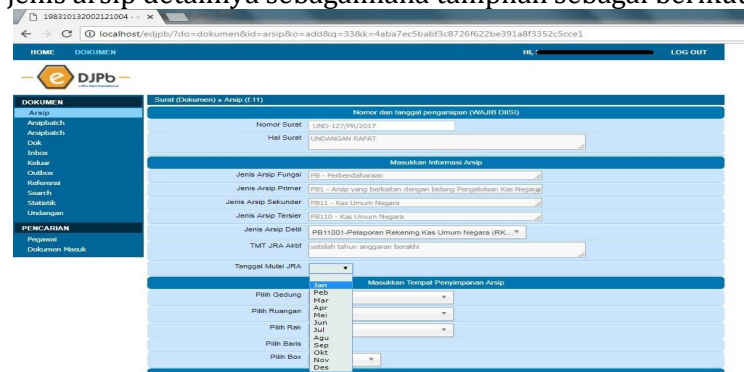 jenis arsip detailnya sebagaimana tampilan sebagai berikut
198310132002121004 -
localhost/edjpb/?do=dokumen&id=arsip&o=add&q=33&k=4aba7ec5babf3c8726f622be391a8f3352c5cce1
HOME DOKUMEN HI, LOG OUT
e DJPb
DOKUMEN
Arsip
Arsipbatch
Arsipbatch
Dok
Inbox
Keluar
Outbox
Referensi
Search
Statistik
Undangan
PENCARIAN
Pegawai
Dokumen Masuk
Surat (Dokumen) » Arsip (f.11)
Nomor dan tanggal pengarsipan (WAJIB DIISI)
Nomor Surat UND-127/PB/2017
Hal Surat UNDANGAN RAPAT
Masukkan Informasi Arsip
Jenis Arsip Fungsi PB - Perbendaharaan
Jenis Arsip Primer PB1 - Arsip yang berkaitan dengan bidang Pengelolaan Kas Negara
Jenis Arsip Sekunder PB11 - Kas Umum Negara
Jenis Arsip Tersier PB110 - Kas Umum Negara
Jenis Arsip Detil PB11001-Pelaporan Rekening Kas Umum Negara (RK...
TMT JRA Aktif setelah tahun anggaran berakhi
Tanggal Mulai JRA
Jan
Peb
Mar
Apr
Mei
Jun
Jul
Agu
Sep
Okt
Nov
Des
Masukkan Tempat Penyimpanan Arsip
Pilih Gedung
Pilih Ruangan
Pilih Rak
Pilih Baris
Pilih Box